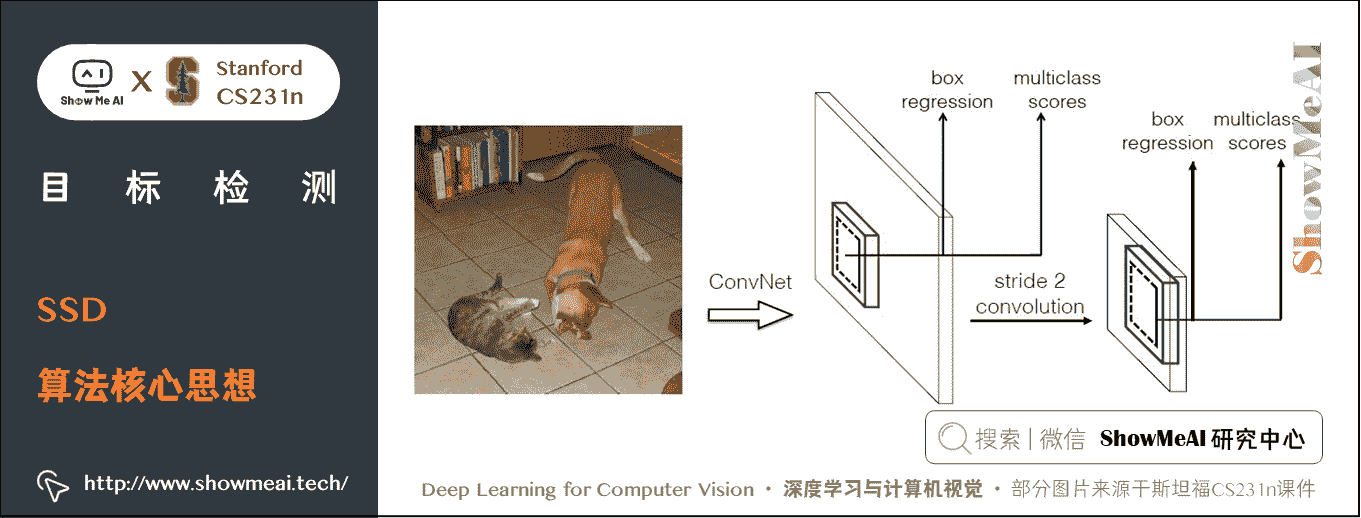 Show Me AI
X
Stanford
CS231n
目标检测
SSD
算法核心思想
http://www.showmeai.tech/
ConvNet
box
regression
multiclass
scores
stride 2
convolution
box
regression
multiclass
scores
ShowMeAI
搜索 | 微信 ShowMeAI 研究中心
Deep Learning for Computer Vision · 深度学习与计算机视觉 · 部分图片来源于斯坦福CS231n课件